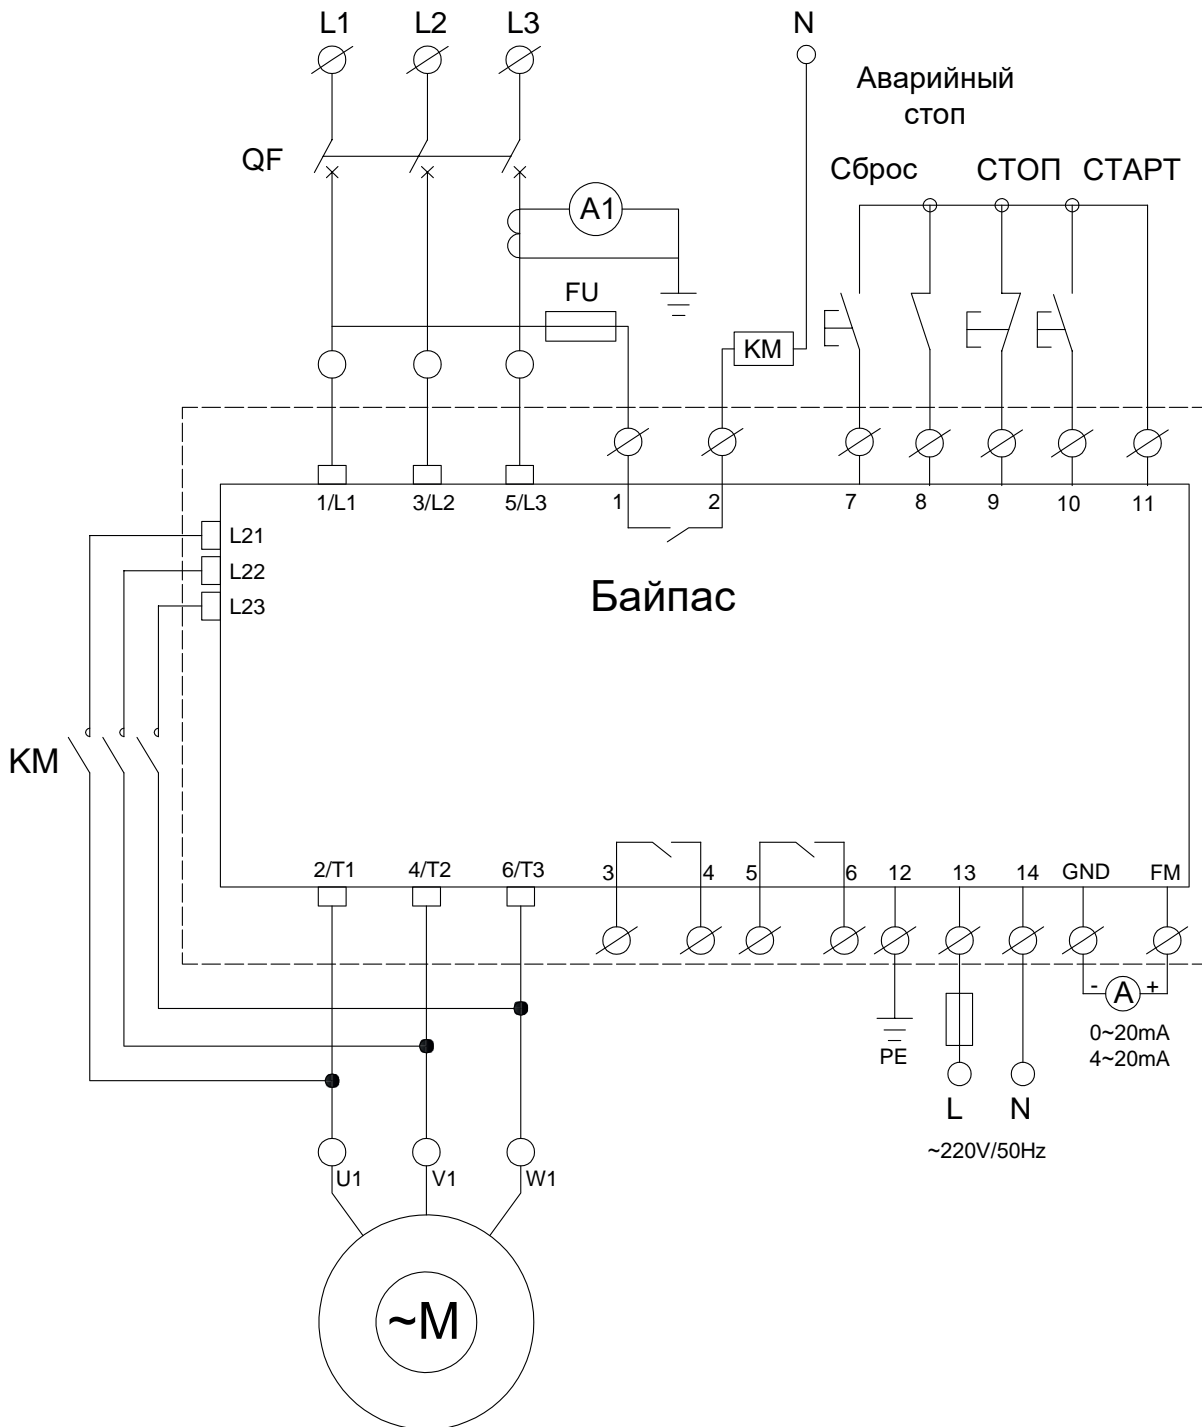 L1 L2 L3 N
Аварийный
стоп
QF
Сброс СТОП СТАРТ
A1
FU
KM
1/L1 3/L2 5/L3 1 2 7 8 9 10 11
L21
L22
L23
Байпас
KM
2/T1 4/T2 6/T3 3 4 5 6 12 13 14 GND FM
- A +
0~20mA
4~20mA
PE
L N
~220V/50Hz
U1 V1 W1
~M